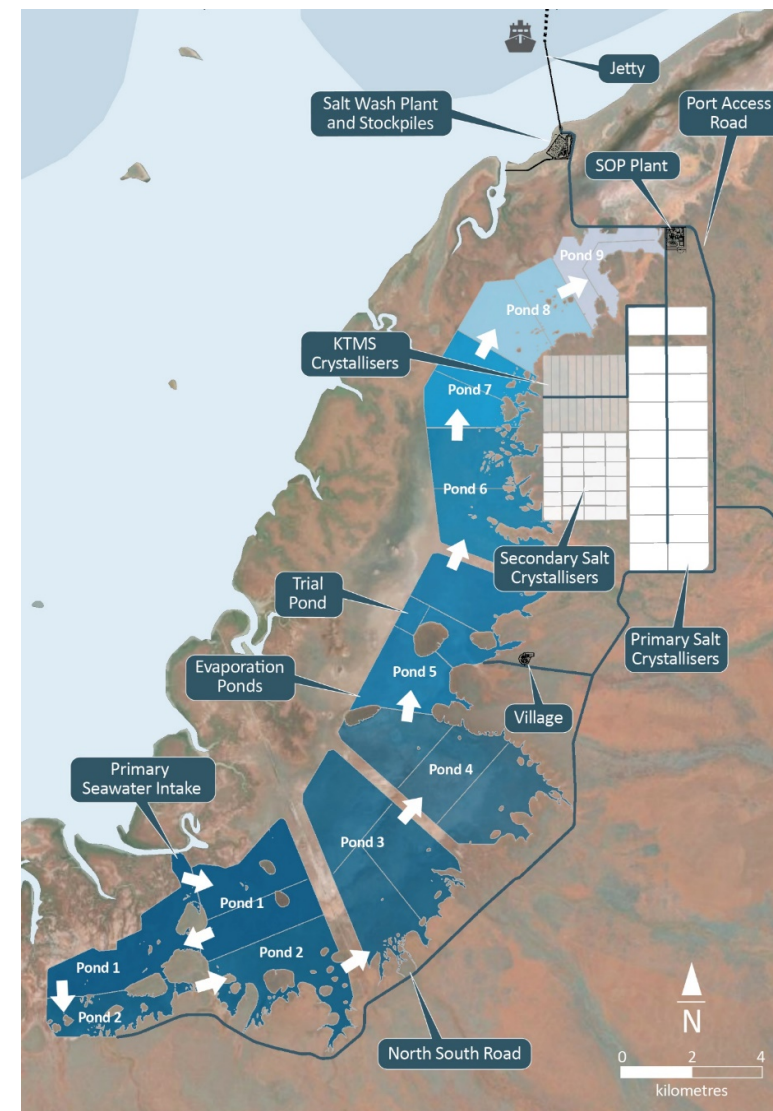 Jetty
Salt Wash Plant
and Stockpiles
Port Access
Road
SOP Plant
Pond 9
Pond 8
KTMS
Crystallisers
Pond 7
Pond 6
Secondary Salt
Crystallisers
Trial
Pond
Primary Salt
Crystallisers
Evaporation
Ponds
Pond 5
Village
Pond 4
Primary
Seawater Intake
Pond 3
Pond 1
Pond 2
Pond 1
Pond 2
North South Road
N
0 2 4
kilometres